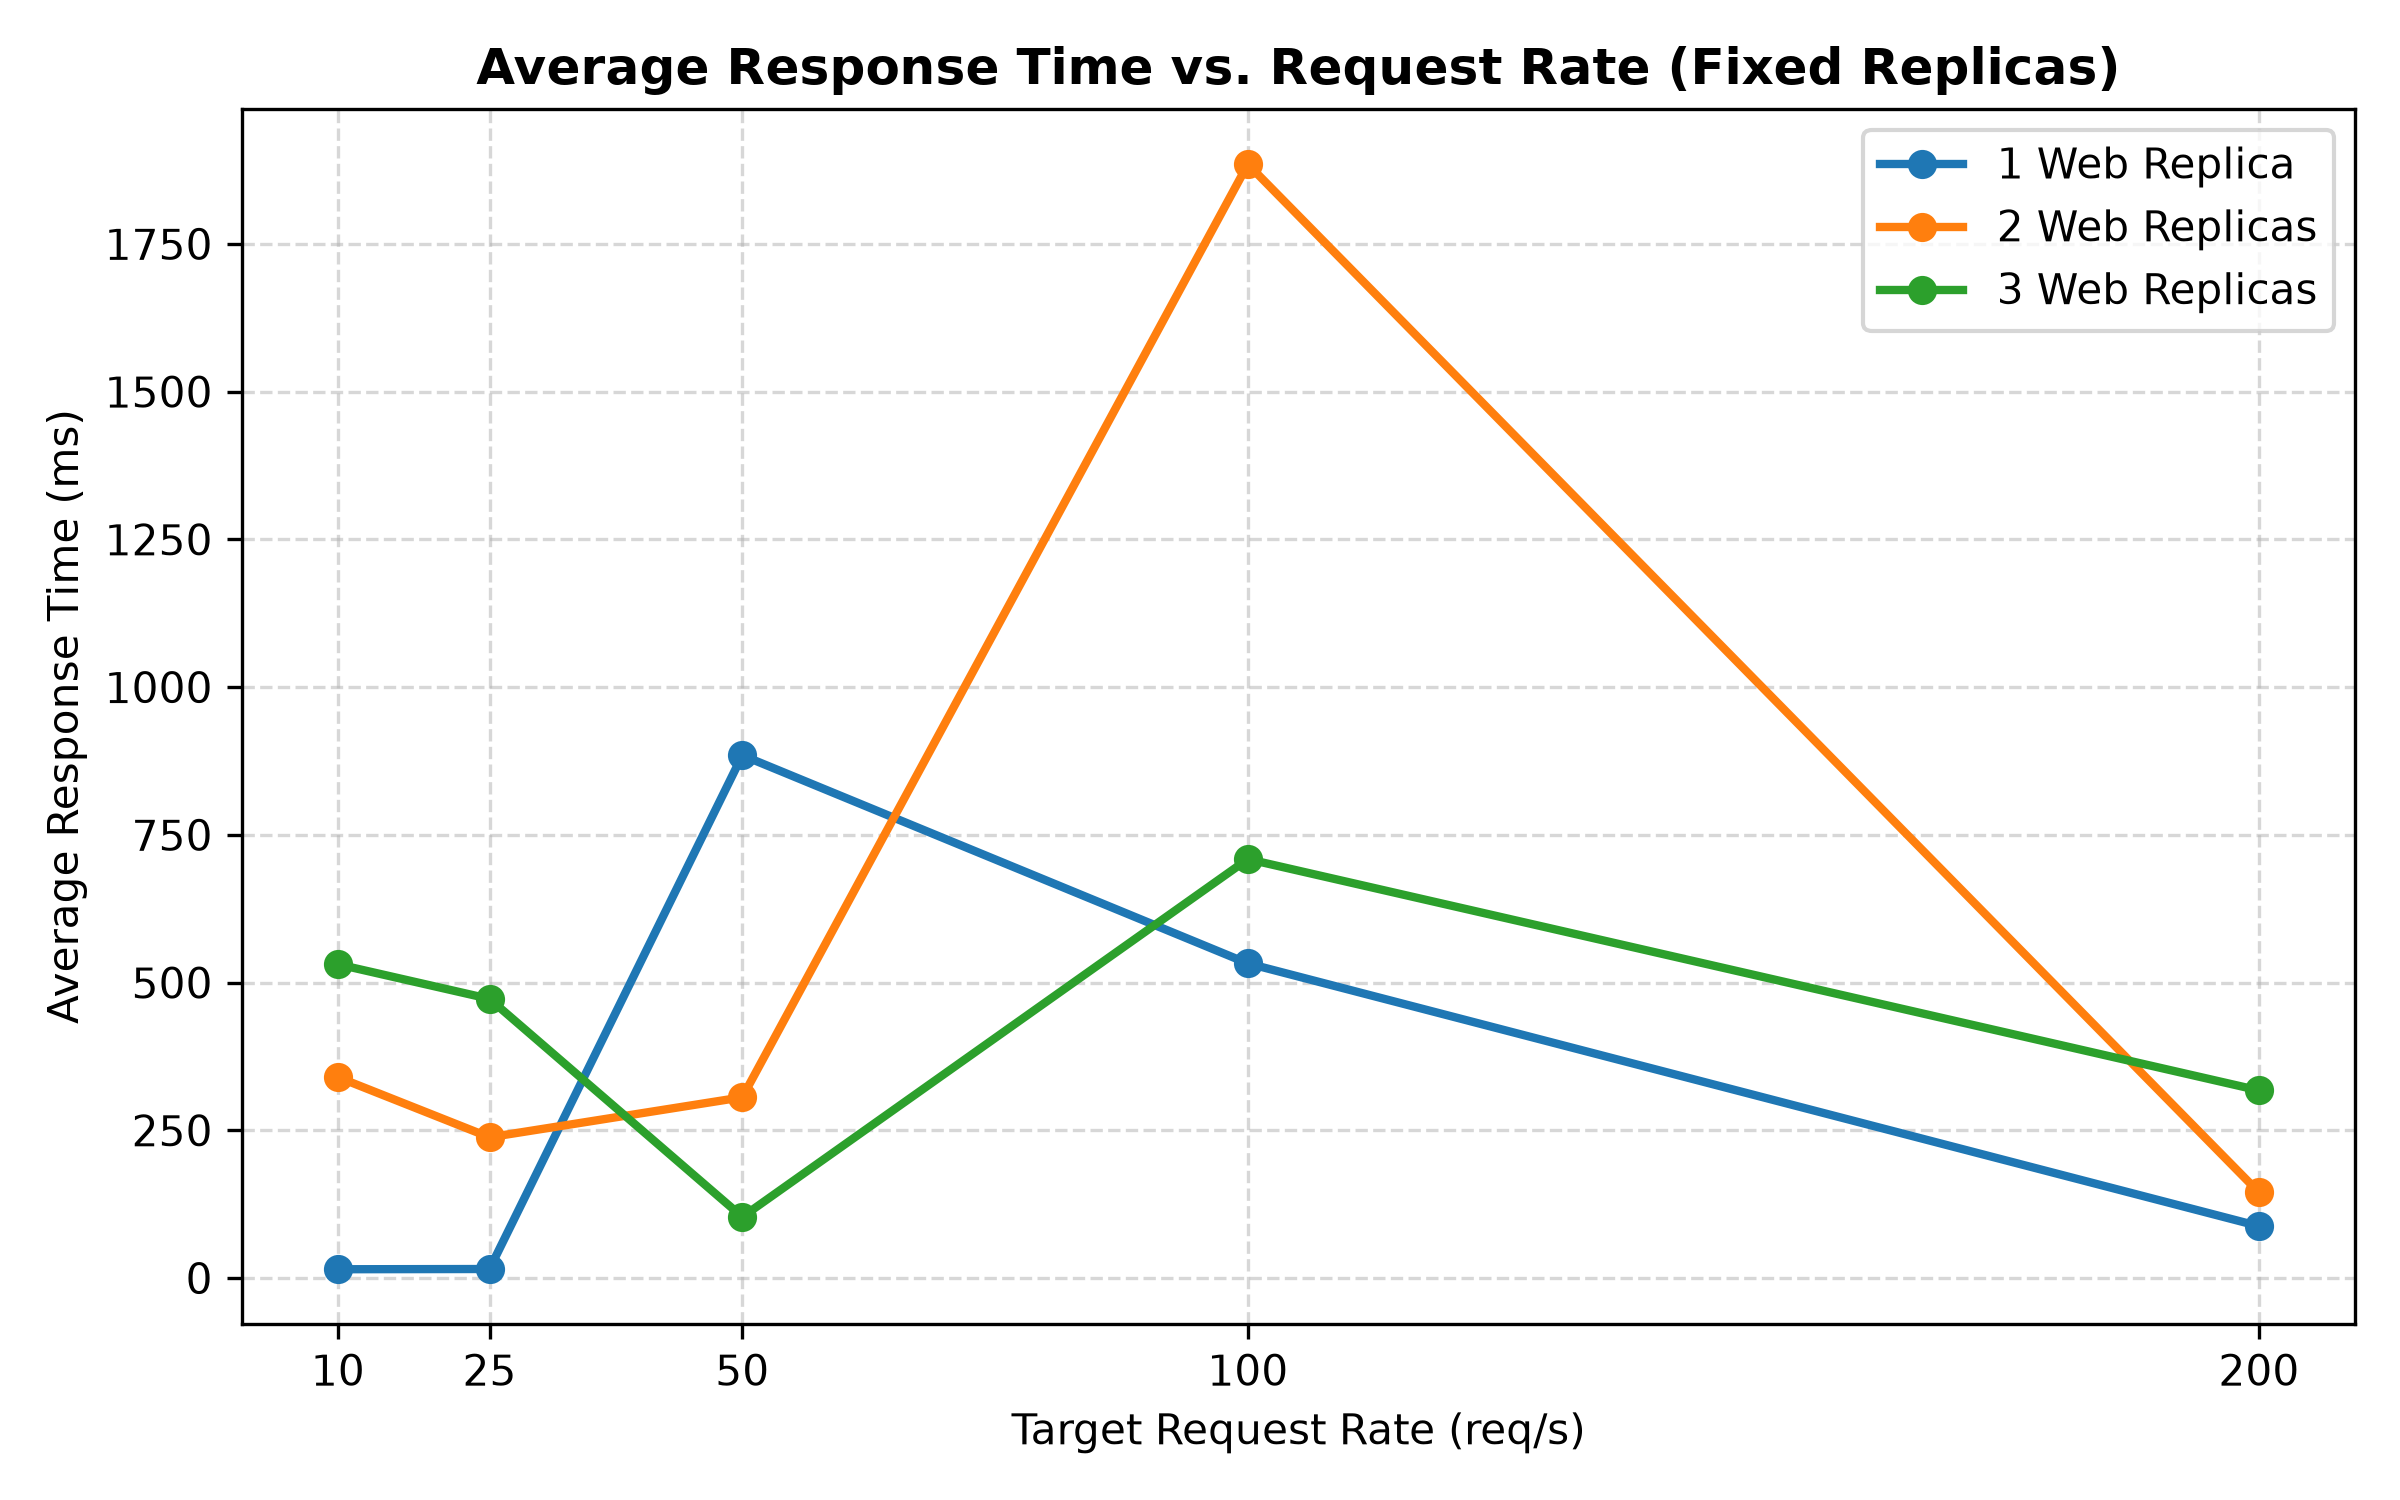 Average Response Time vs. Request Rate (Fixed Replicas)
1 Web Replica
2 Web Replicas
3 Web Replicas
Average Response Time (ms)
1750
1500
1250
1000
750
500
250
0
10 25 50 100 200
Target Request Rate (req/s)